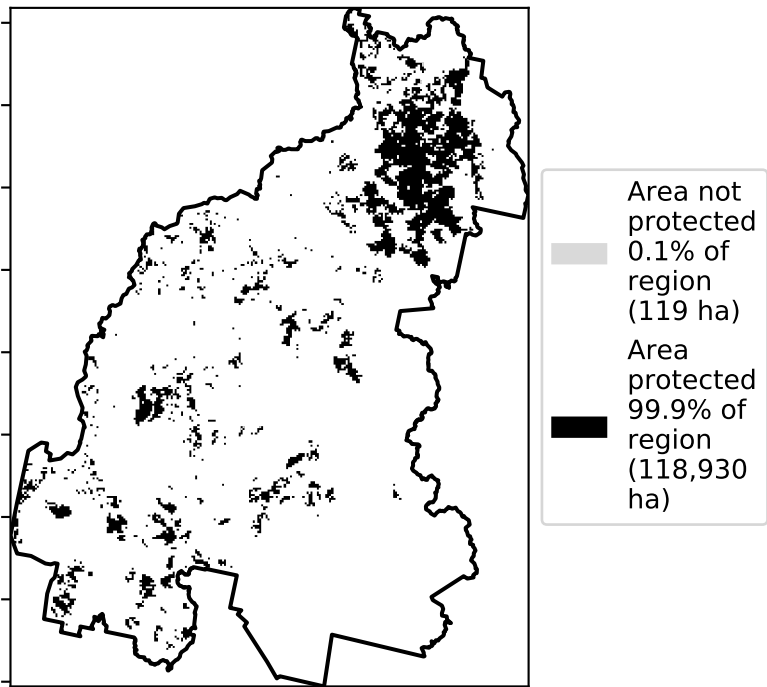 Area not
protected
0.1% of
region
(119 ha)
Area
protected
99.9% of
region
(118,930
ha)